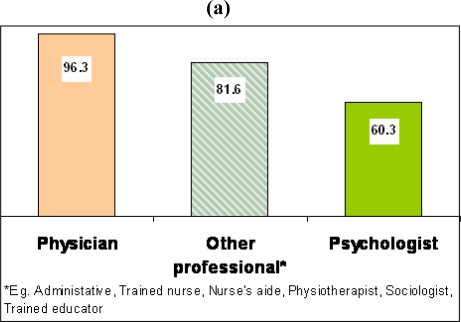 (a)
96.3
81.6
60.3
Physician
Other professional*
Psychologist
*Eg. Administative, Trained nurse, Nurse's aide, Physiotherapist, Sociologist,
Trained educator